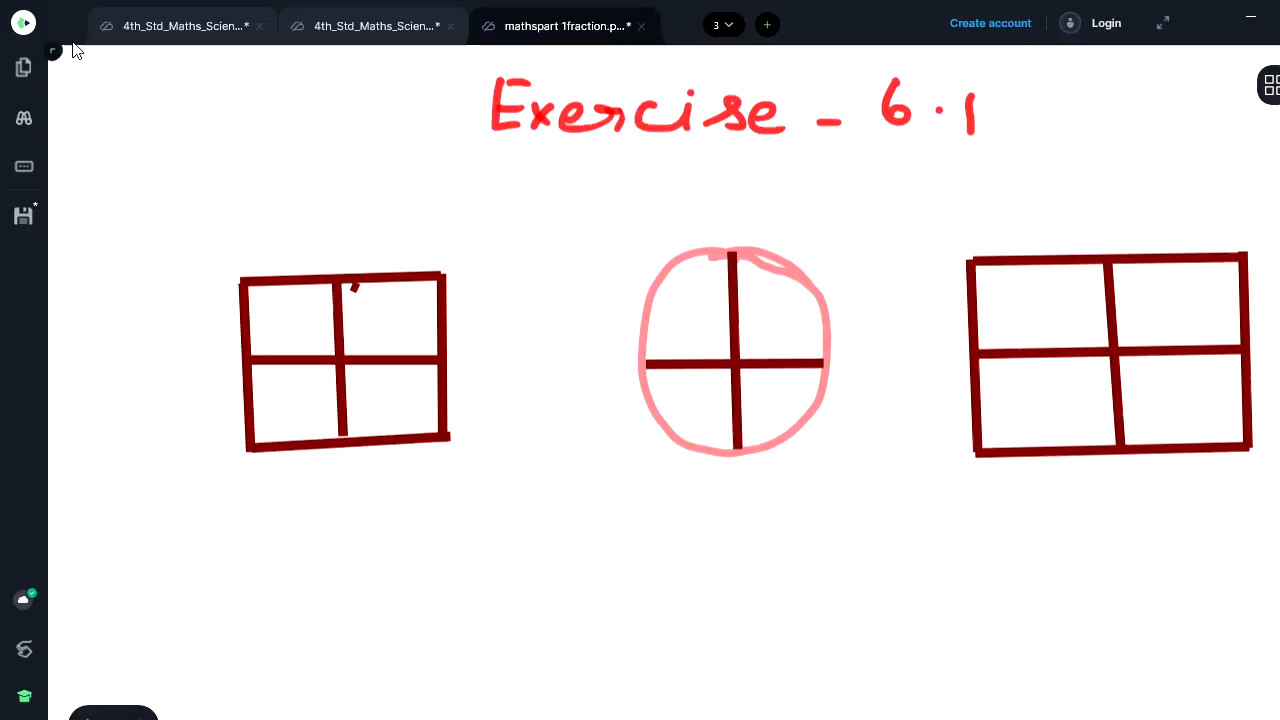 4th_Std_Maths_Scien...* 4th_Std_Maths_Scien...* mathspart 1fraction.p...* 3 Create account Login
Exercise - 6.1